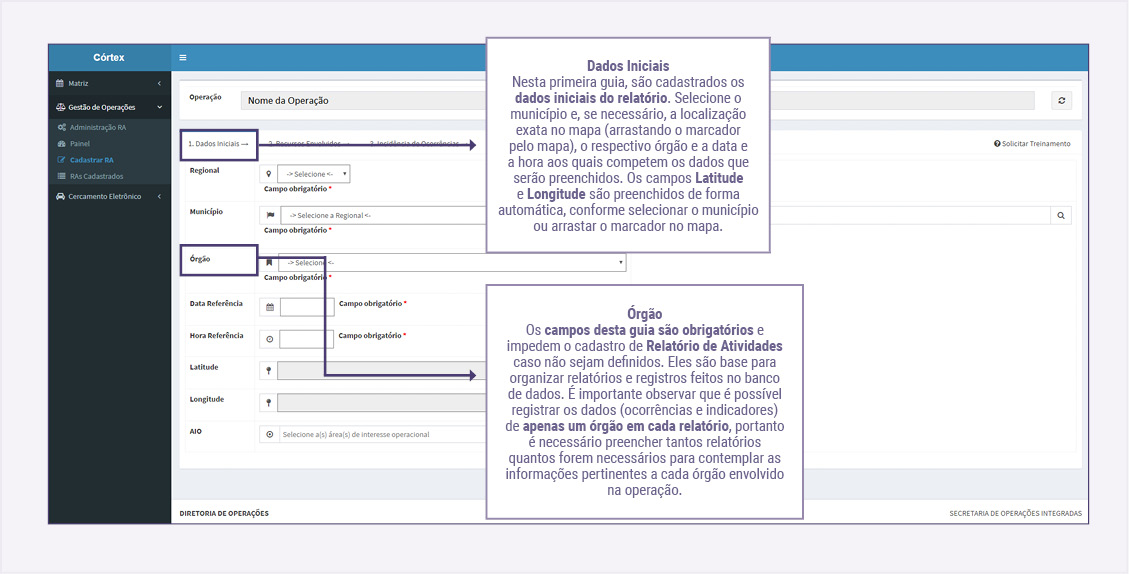 Córtex
Matriz
Gestão de Operações
Administração RA
Painel
Cadastrar RA
RAs Cadastrados
Cercamento Eletrônico
Operação
Nome da Operação
1. Dados Iniciais
2. Recursos Envolvidos
3. Incidência de Ocorrências
Solicitar Treinamento
Regional
-> Selecione <-
Campo obrigatório *
Município
-> Selecione a Regional <-
Campo obrigatório *
Órgão
-> Selecione <-
Campo obrigatório *
Data Referência
Campo obrigatório *
Hora Referência
Campo obrigatório *
Latitude
Longitude
AIO
Selecione a(s) área(s) de interesse operacional
DIRETORIA DE OPERAÇÕES
SECRETARIA DE OPERAÇÕES INTEGRADAS
Dados Iniciais
Nesta primeira guia, são cadastrados os
dados iniciais do relatório. Selecione o
município e, se necessário, a localização
exata no mapa (arrastando o marcador
pelo mapa), o respectivo órgão e a data e
a hora aos quais competem os dados que
serão preenchidos. Os campos Latitude
e Longitude são preenchidos de forma
automática, conforme selecionar o município
ou arrastar o marcador no mapa.
Órgão
Os campos desta guia são obrigatórios e
impedem o cadastro de Relatório de Atividades
caso não sejam definidos. Eles são base para
organizar relatórios e registros feitos no banco
de dados. É importante observar que é possível
registrar os dados (ocorrências e indicadores)
de apenas um órgão em cada relatório, portanto
é necessário preencher tantos relatórios
quantos forem necessários para contemplar as
informações pertinentes a cada órgão envolvido
na operação.